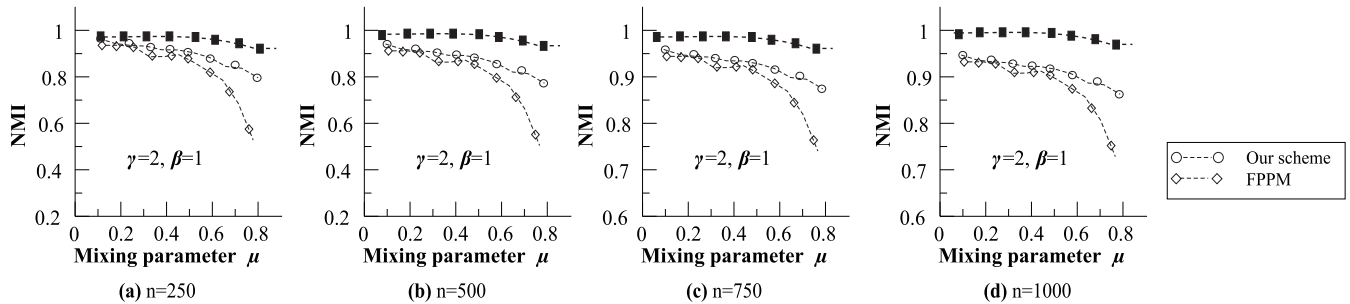 1
0.8
0.6
0.4
0.2
NMI
γ=2, β=1
0 0.2 0.4 0.6 0.8
Mixing parameter μ
(a) n=250
1
0.8
0.6
0.4
0.2
NMI
γ=2, β=1
0 0.2 0.4 0.6 0.8
Mixing parameter μ
(b) n=500
1
0.9
0.8
0.7
0.6
NMI
γ=2, β=1
0 0.2 0.4 0.6 0.8
Mixing parameter μ
(c) n=750
1
0.9
0.8
0.7
0.6
NMI
γ=2, β=1
0 0.2 0.4 0.6 0.8
Mixing parameter μ
(d) n=1000
Our scheme
FPPM